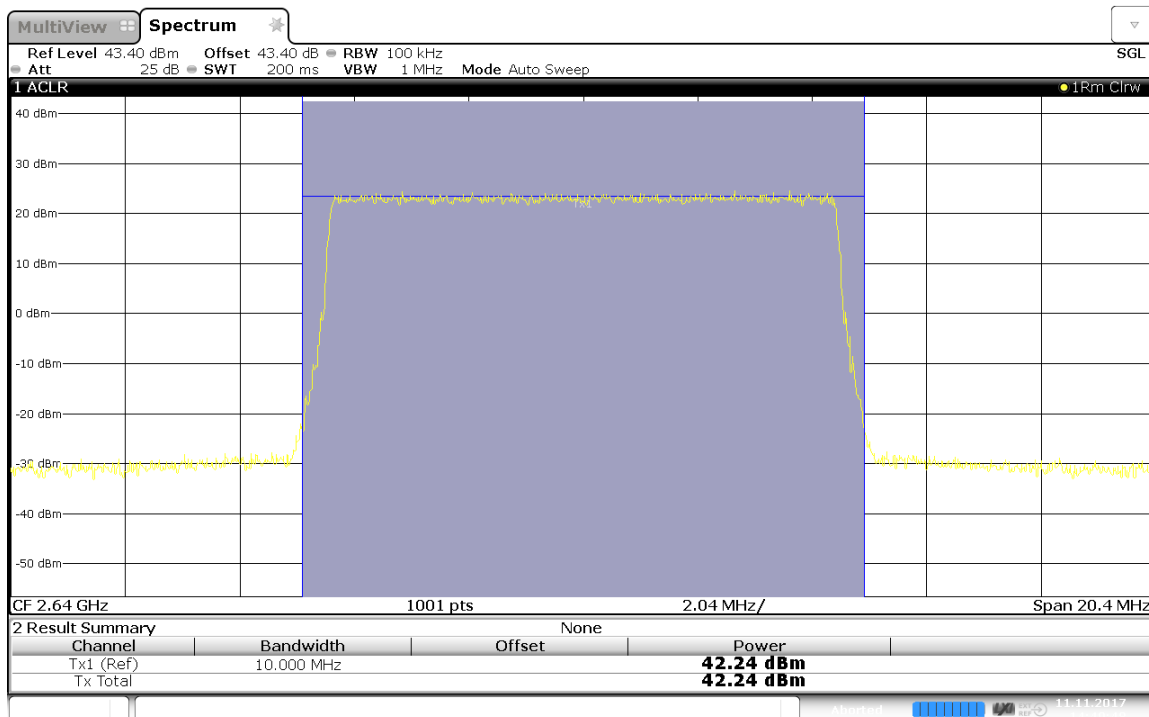 MultiView Spectrum
Ref Level 43.40 dBm Offset 43.40 dB RBW 100 kHz SGL
Att 25 dB SWT 200 ms VBW 1 MHz Mode Auto Sweep
1 ACLR 1Rm Clrw
40 dBm
30 dBm
20 dBm
10 dBm
0 dBm
-10 dBm
-20 dBm
-30 dBm
-40 dBm
-50 dBm
CF 2.64 GHz 1001 pts 2.04 MHz/ Span 20.4 MHz
2 Result Summary None
Channel Bandwidth Offset Power
Tx1 (Ref) 10.000 MHz 42.24 dBm
Tx Total 42.24 dBm
Aborted 11.11.2017